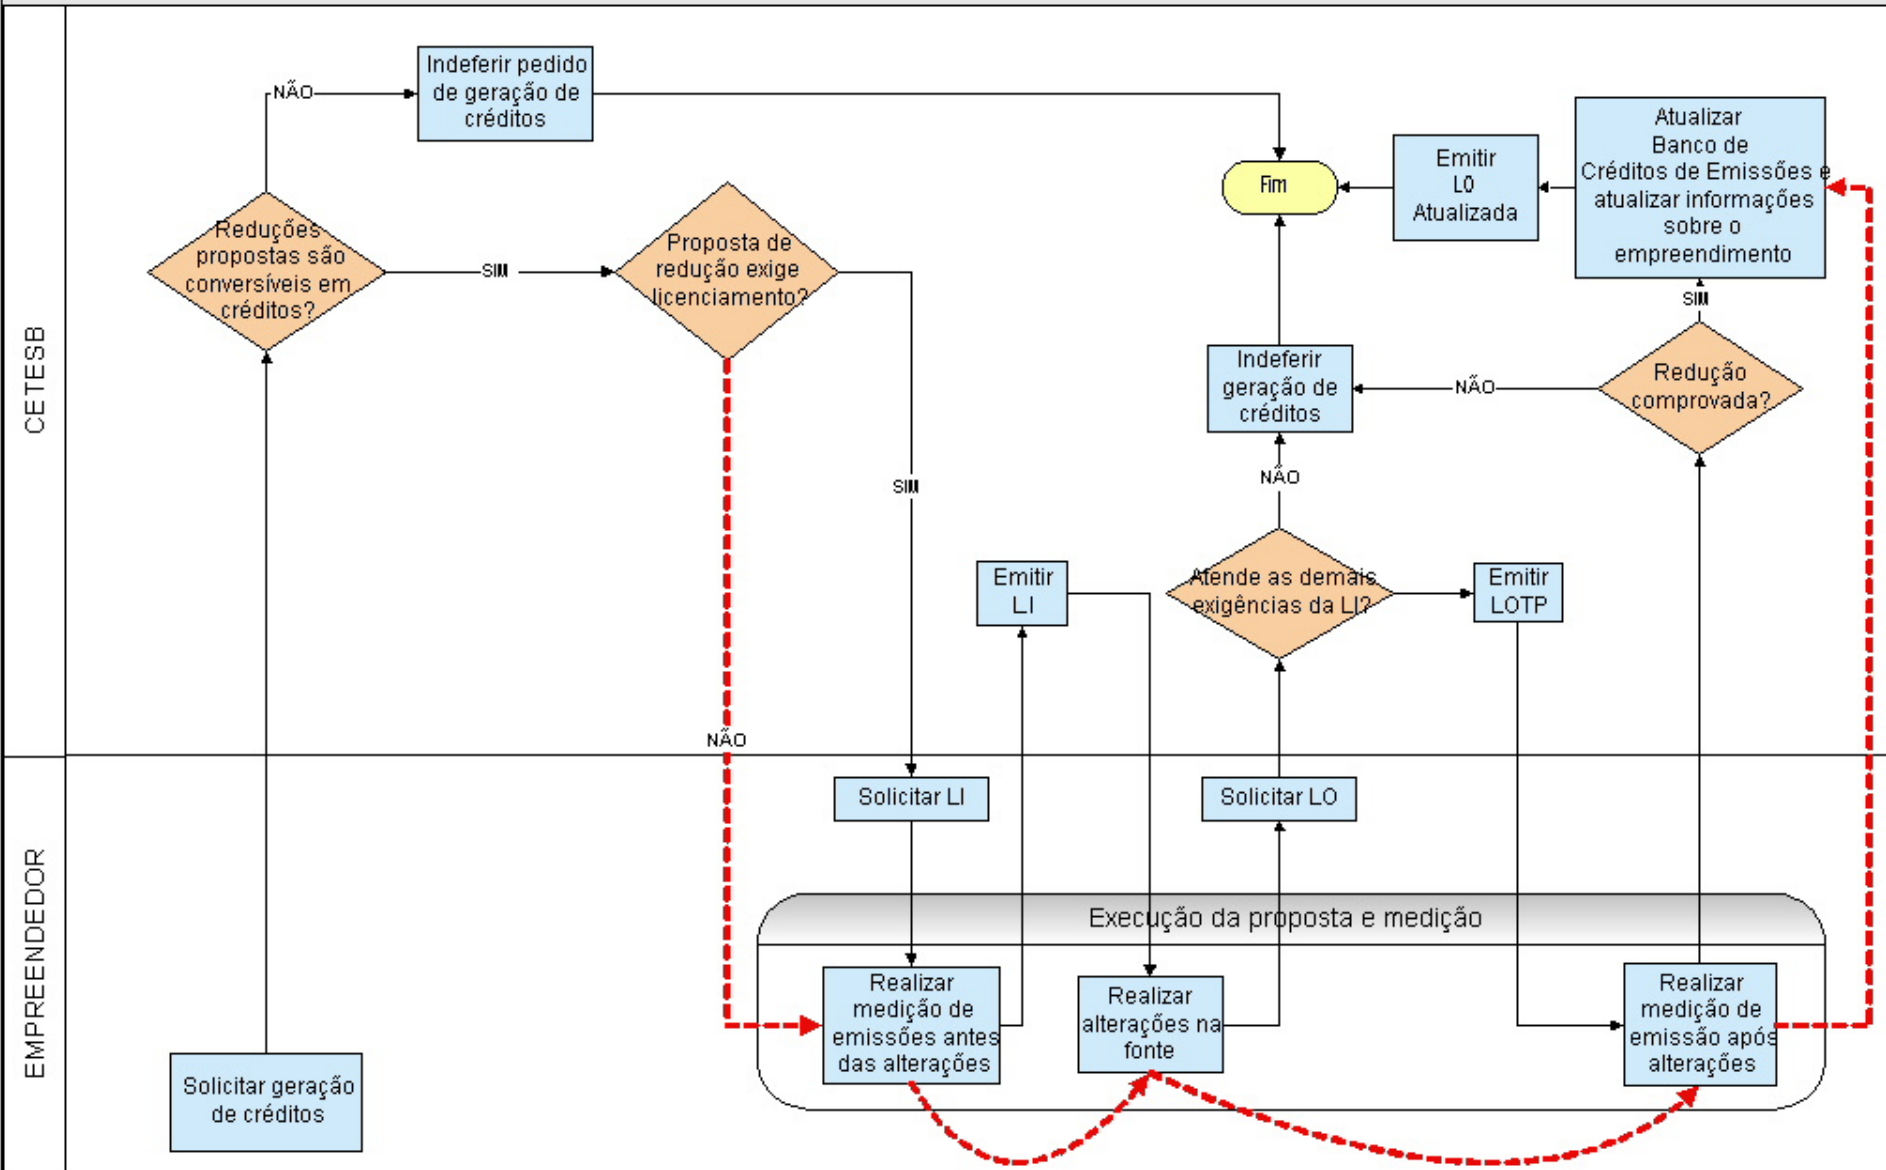 CETESB
Indeferir pedido
de geração de
créditos
NÃO
Reduções
propostas são
conversíveis em
créditos?
SIM
Proposta de
redução exige
licenciamento?
SIM
NÃO
Fim
Emitir
LO
Atualizada
Atualizar
Banco de
Créditos de Emissões e
atualizar informações
sobre o
empreendimento
SIM
Redução
comprovada?
NÃO
Indeferir
geração de
créditos
NÃO
Atende as demais
exigências da LI?
Emitir
LI
Emitir
LOTP
EMPREENDEDOR
Solicitar LI
Solicitar LO
Execução da proposta e medição
Realizar
medição de
emissões antes
das alterações
Realizar
alterações na
fonte
Realizar
medição de
emissão após
alterações
Solicitar geração
de créditos